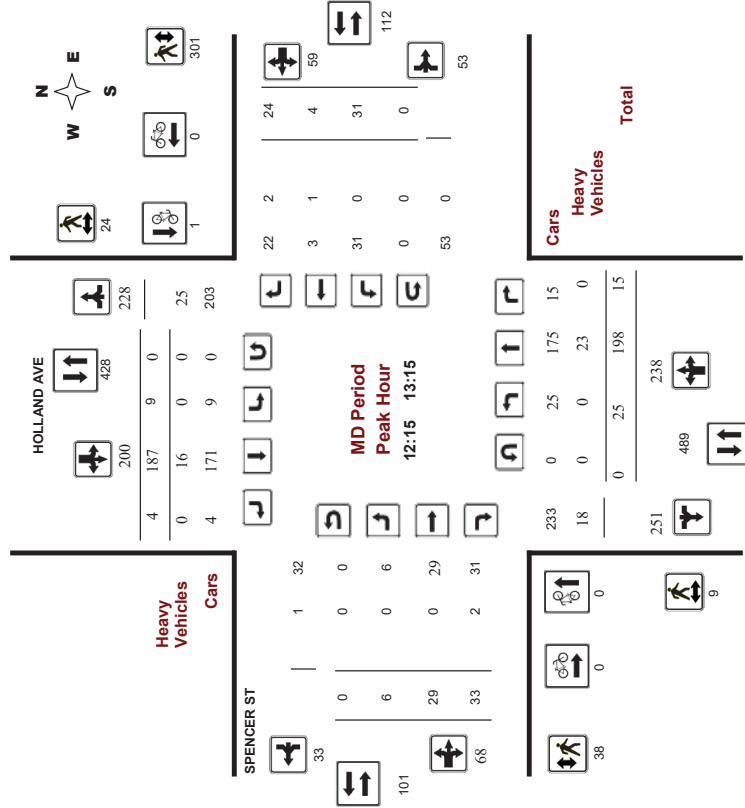 N
W E
S
24
301
1 0
HOLLAND AVE
428
200 228
4 187 9 0
0 16 0 0 25
4 171 9 0 203
Heavy
Vehicles
Cars
112
59
53
22 2 24
3 1 4
31 0 31
0 0 0
53 0
MD Period
Peak Hour
12:15 13:15
SPENCER ST
33
101
68
1 32
0 0 0
6 0 6
29 0 29
33 2 31
Cars
Heavy
Vehicles
Total
233 0 25 175 15
18 0 0 23 0
0 25 198 15
251 238
489
0 0
38 9